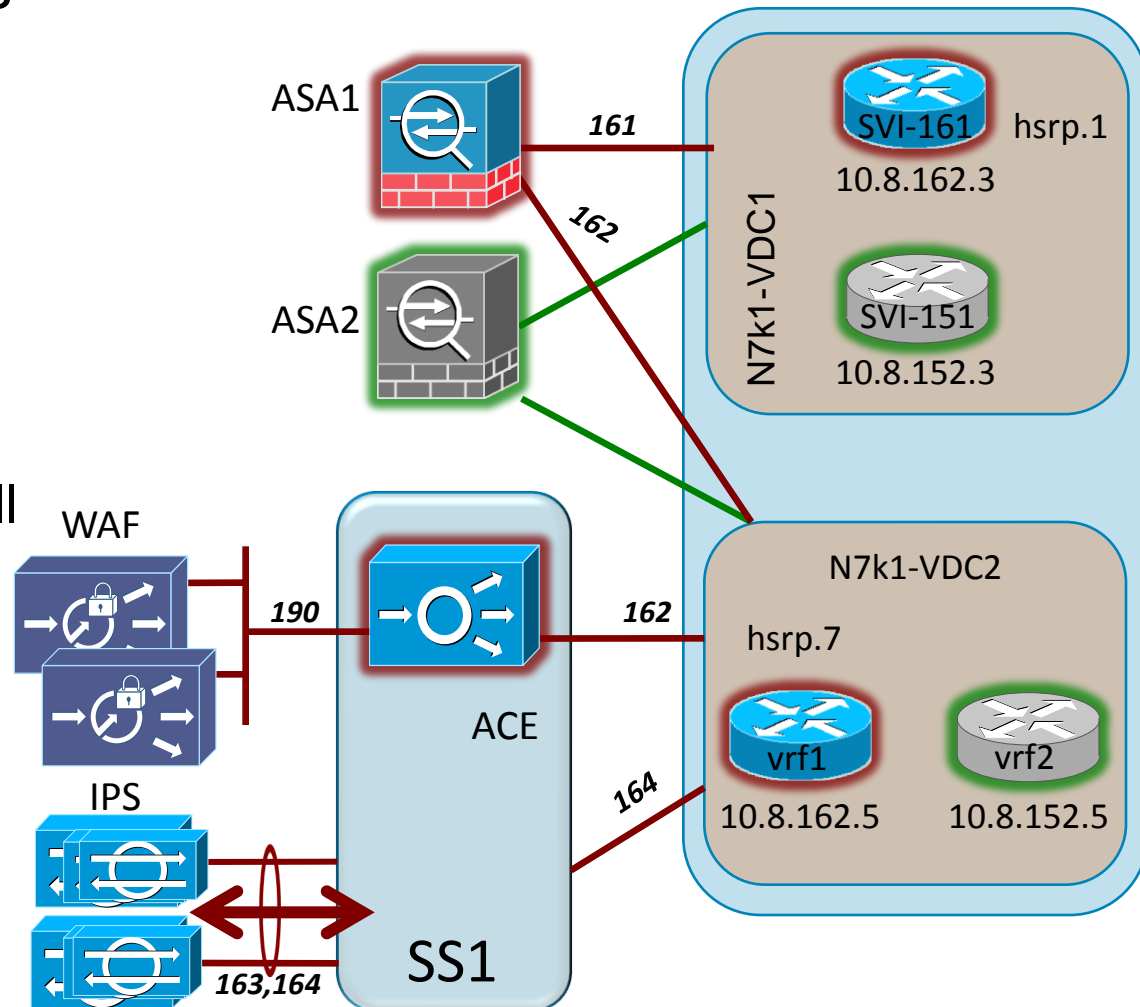 ASA1
161
SVI-161
hsrp.1
10.8.162.3
162
N7k1-VDC1
ASA2
SVI-151
10.8.152.3
ll
WAF
N7k1-VDC2
190
162
hsrp.7
ACE
vrf1
vrf2
IPS
164
10.8.162.5
10.8.152.5
SS1
163,164